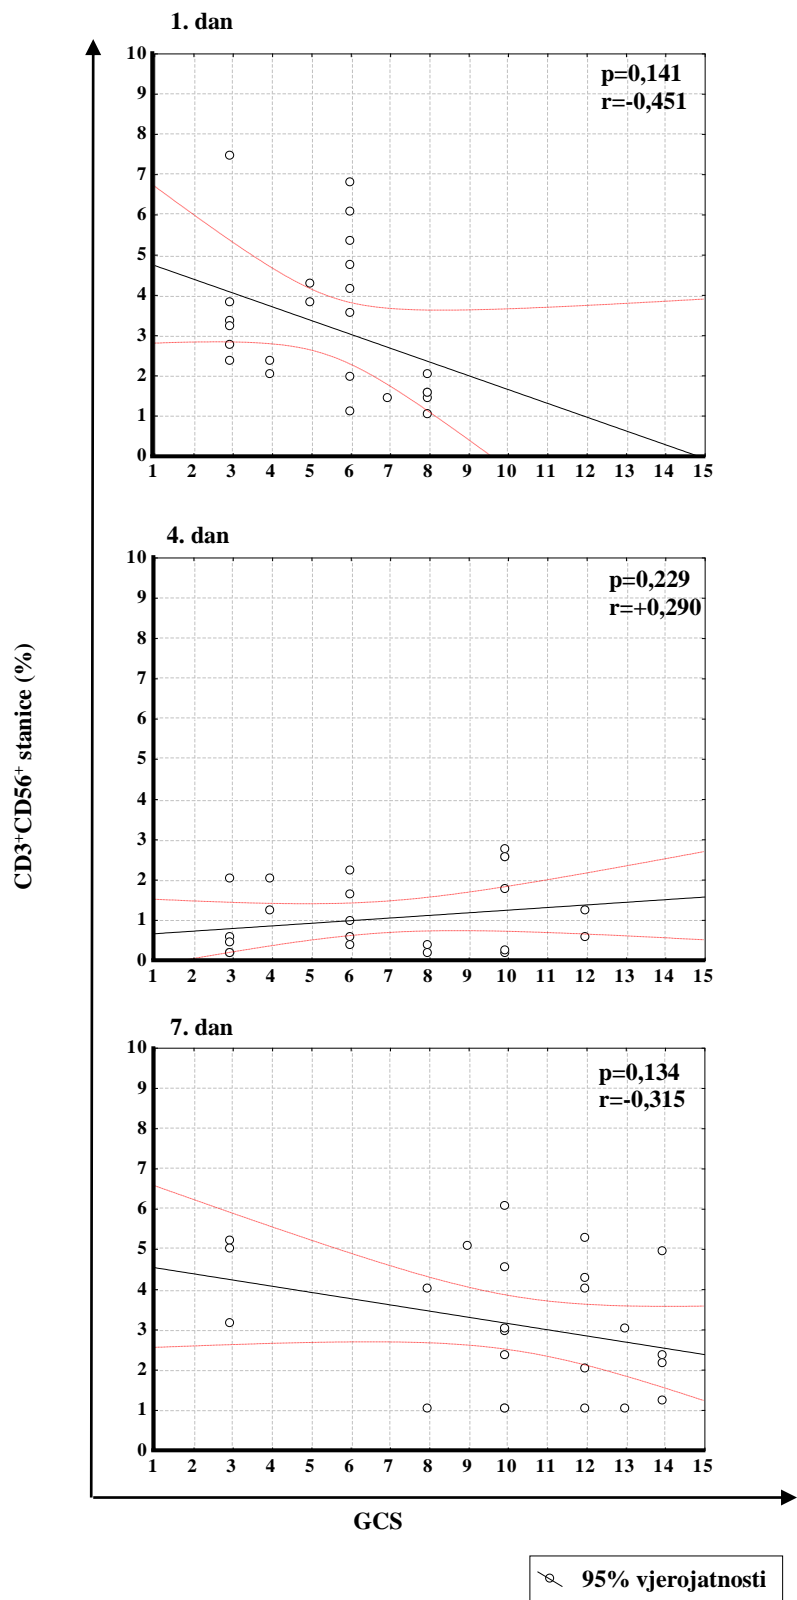 1. dan
p=0,141
r=-0,451
10
9
8
7
6
5
4
3
2
1
0
1 2 3 4 5 6 7 8 9 10 11 12 13 14 15
4. dan
p=0,229
r=+0,290
10
9
8
7
6
5
4
3
2
1
0
1 2 3 4 5 6 7 8 9 10 11 12 13 14 15
CD3⁺CD56⁺ stanice (%)
7. dan
p=0,134
r=-0,315
10
9
8
7
6
5
4
3
2
1
0
1 2 3 4 5 6 7 8 9 10 11 12 13 14 15
GCS
95% vjerojatnosti